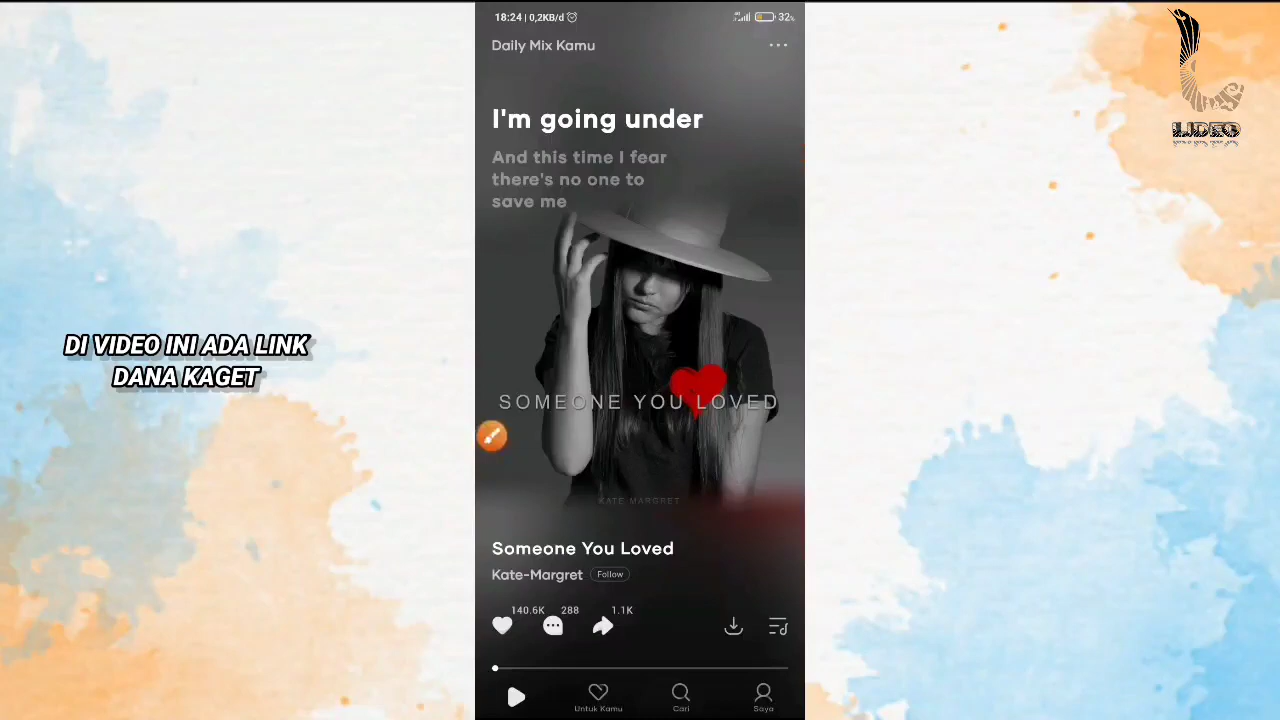 18:24 | 0,2KB/d
32%
Daily Mix Kamu
I'm going under
And this time I fear
there's no one to
save me
SOMEONE YOU LOVED
KATE MARGRET
Someone You Loved
Kate-Margret Follow
140.6K 288 1.1K
Untuk Kamu Cari Saya
DI VIDEO INI ADA LINK
DANA KAGET
LIDEO